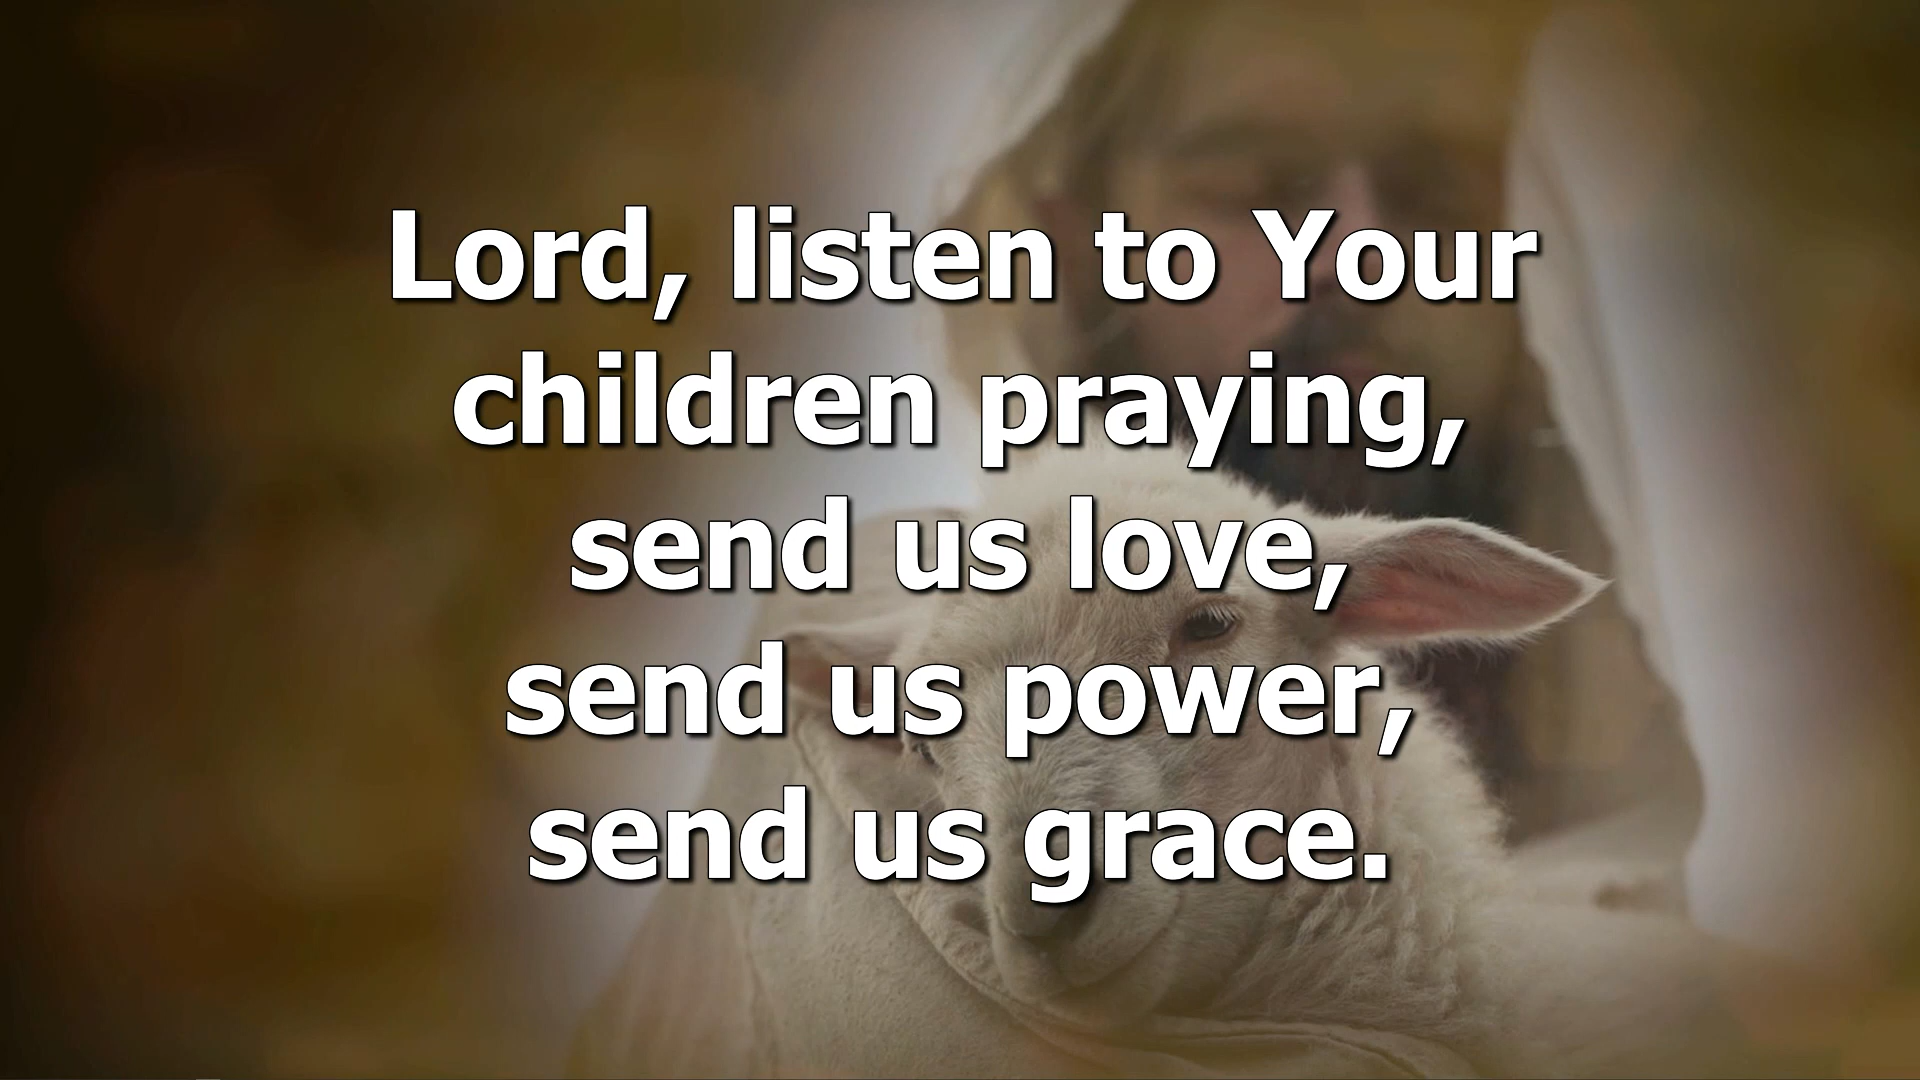 Lord, listen to Your
children praying,
send us love,
send us power,
send us grace.